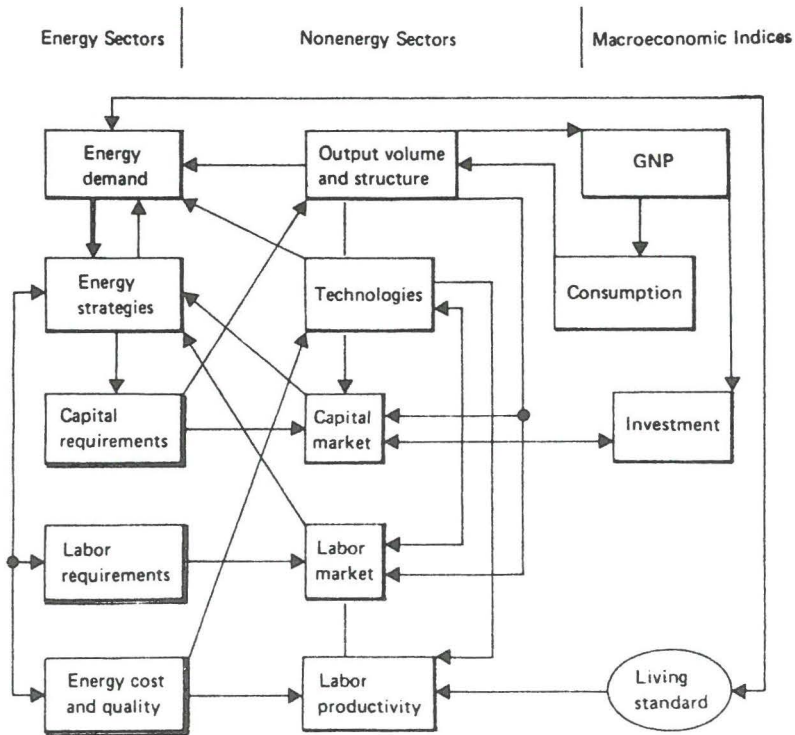 Energy Sectors
Nonenergy Sectors
Macroeconomic Indices
Energy
demand
Output volume
and structure
GNP
Energy
strategies
Technologies
Consumption
Capital
requirements
Capital
market
Investment
Labor
requirements
Labor
market
Energy cost
and quality
Labor
productivity
Living
standard